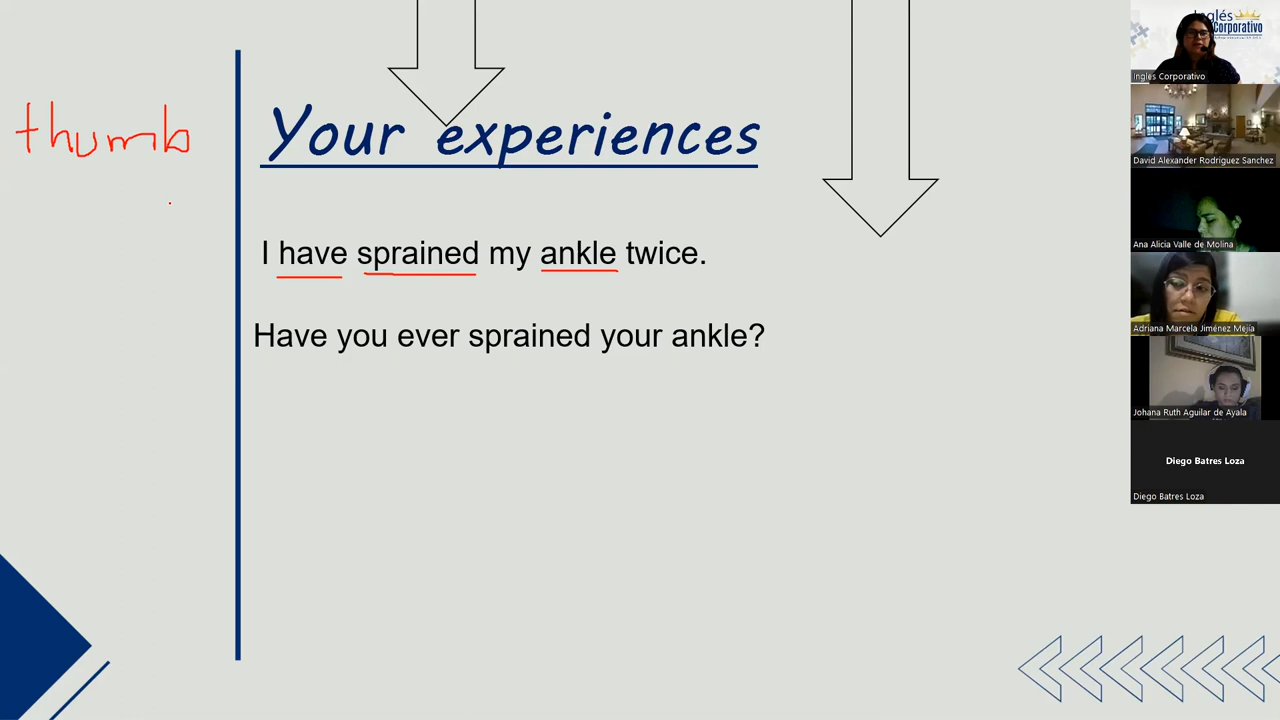 thumb
Your experiences
I have sprained my ankle twice.
Have you ever sprained your ankle?
Inglés
Corporativo
Ingles Corporativo
David Alexander Rodriguez Sanchez
Ana Alicia Valle de Molina
Adriana Marcela Jiménez Mejía
Johana Ruth Aguilar de Ayala
Diego Batres Loza
Diego Batres Loza